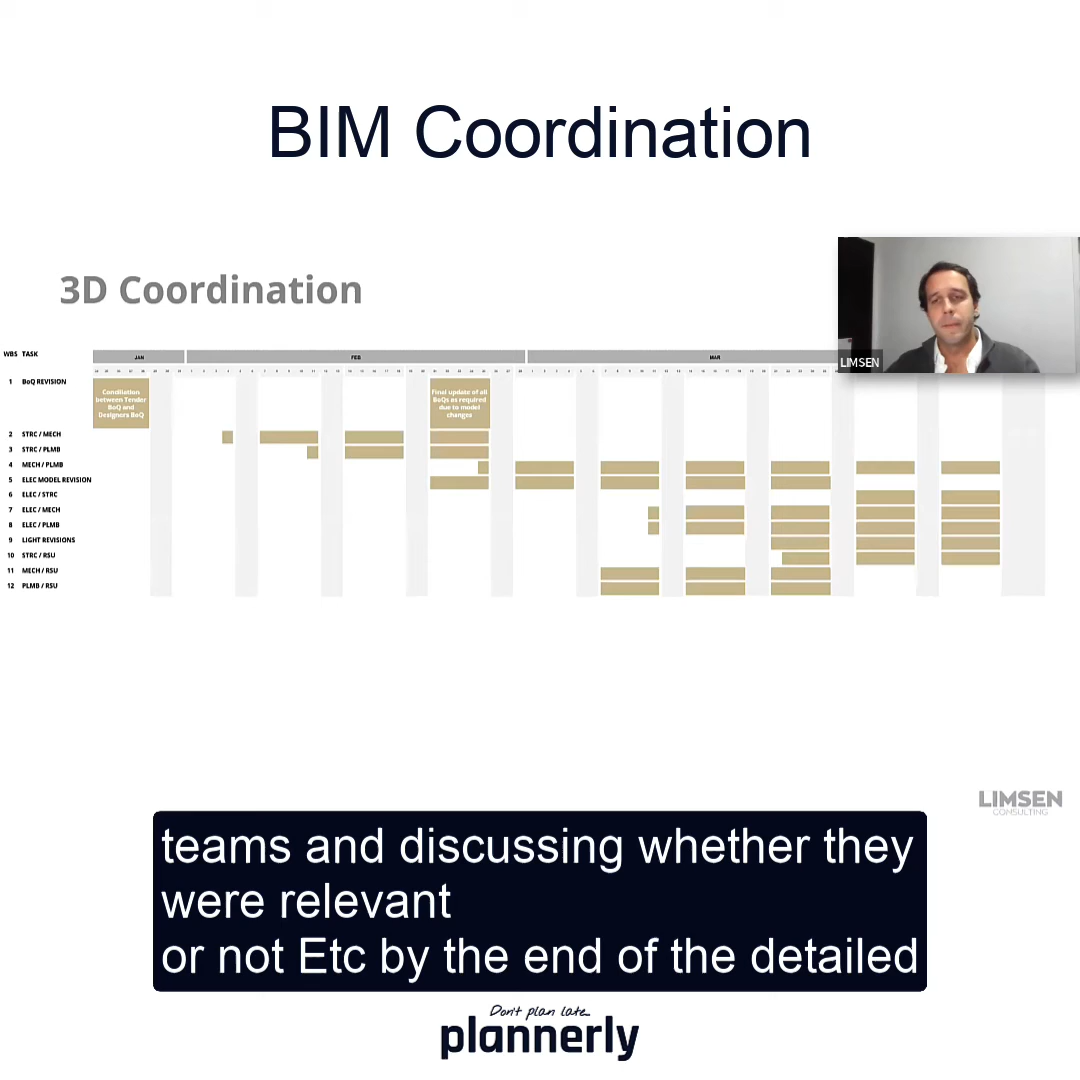 BIM Coordination
3D Coordination
LIMSEN
WBS TASK
JAN
FEB
MAR
1 BoQ REVISION
Conciliation
between Tender
BoQ and
Designers BoQ
Final update of all
BoQs as required
due to model
changes
2 STRC / MECH
3 STRC / PLMB
4 MECH / PLMB
5 ELEC MODEL REVISION
6 ELEC / STRC
7 ELEC / MECH
8 ELEC / PLMB
9 LIGHT REVISIONS
10 STRC / RSU
11 MECH / RSU
12 PLMB / RSU
LIMSEN
CONSULTING
teams and discussing whether they
were relevant
or not Etc by the end of the detailed
Don't plan late
plannerly